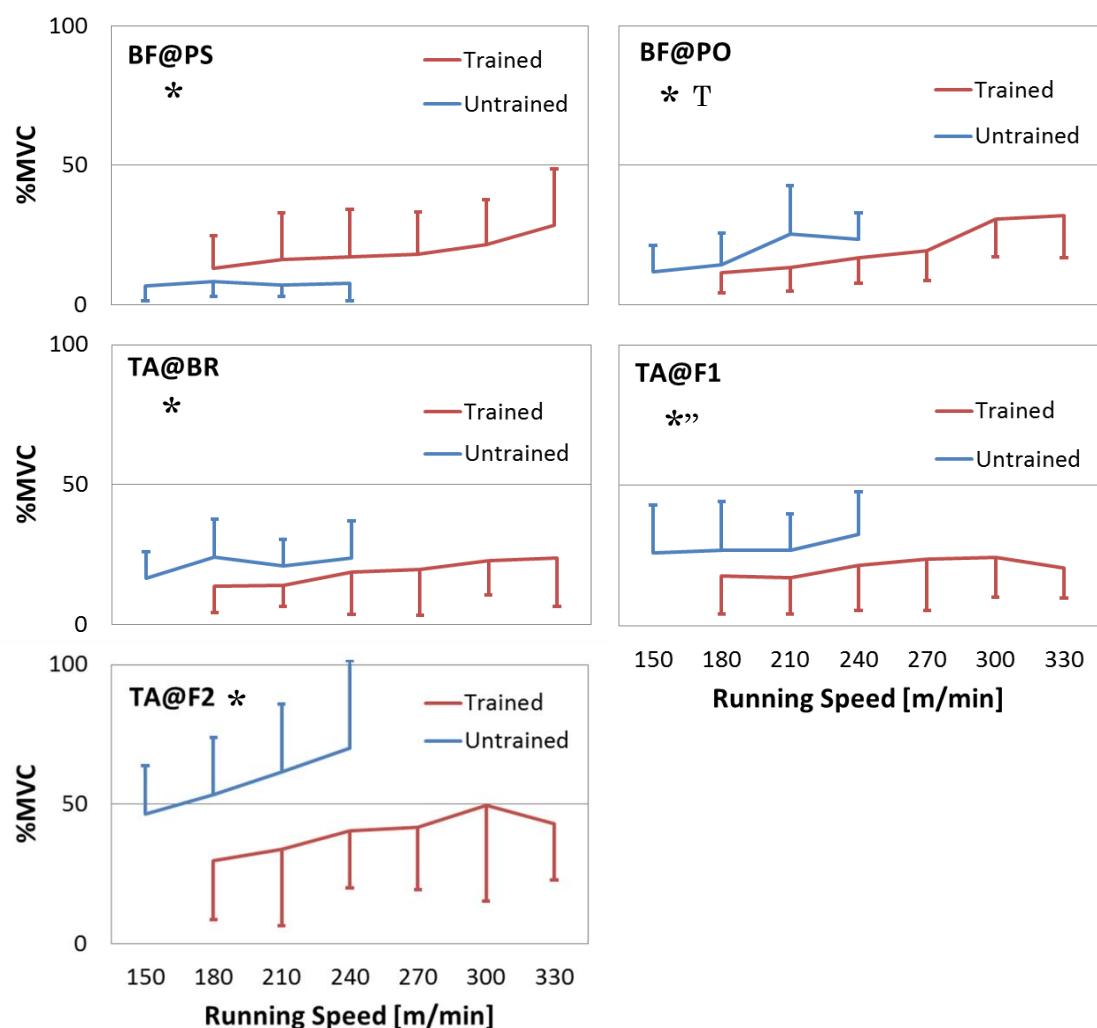 100
50
0
%MVC
BF@PS
*
Trained
Untrained
BF@PO
* T
Trained
Untrained
100
50
0
%MVC
TA@BR
*
Trained
Untrained
TA@F1
*”
Trained
Untrained
150 180 210 240 270 300 330
Running Speed [m/min]
100
50
0
%MVC
TA@F2 *
Trained
Untrained
150 180 210 240 270 300 330
Running Speed [m/min]